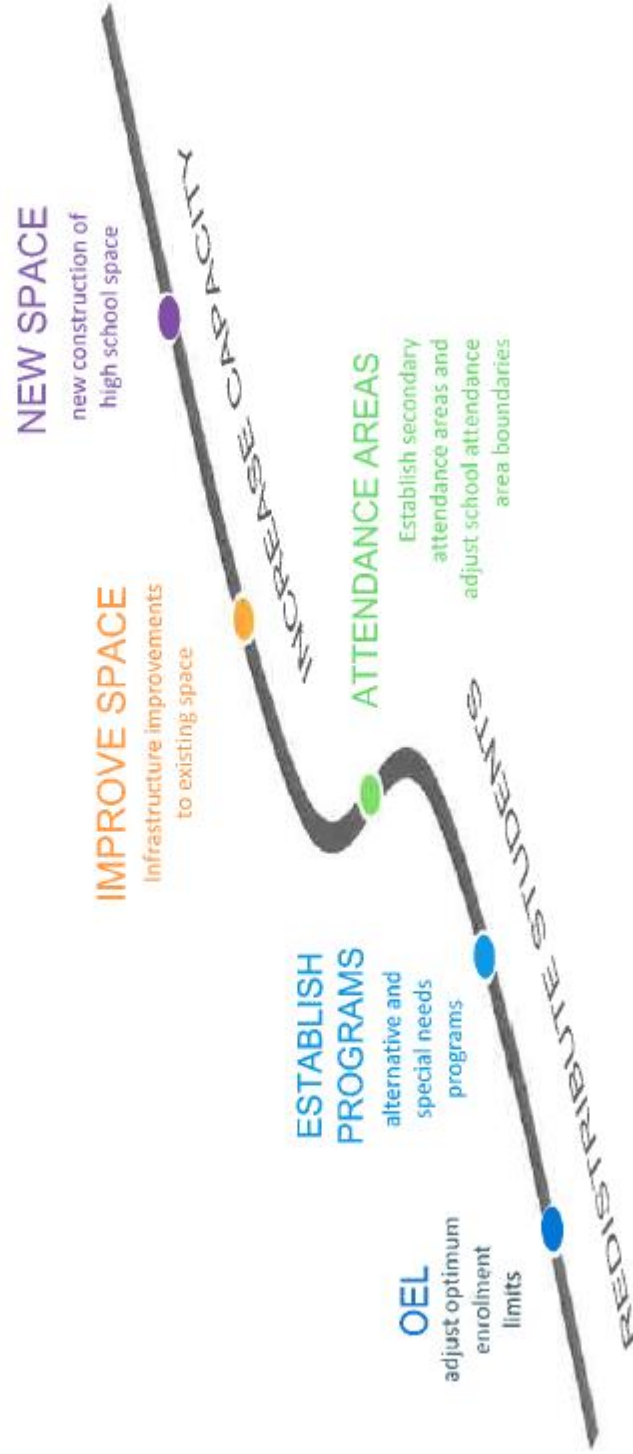 OEL
adjust optimum
enrolment
limits
ESTABLISH
PROGRAMS
alternative and
special needs
programs
ATTENDANCE AREAS
Establish secondary
attendance areas and
adjust school attendance
area boundaries
IMPROVE SPACE
Infrastructure improvements
to existing space
NEW SPACE
new construction of
high school space
REDISTRIBUTE STUDENTS
INCREASE CAPACITY